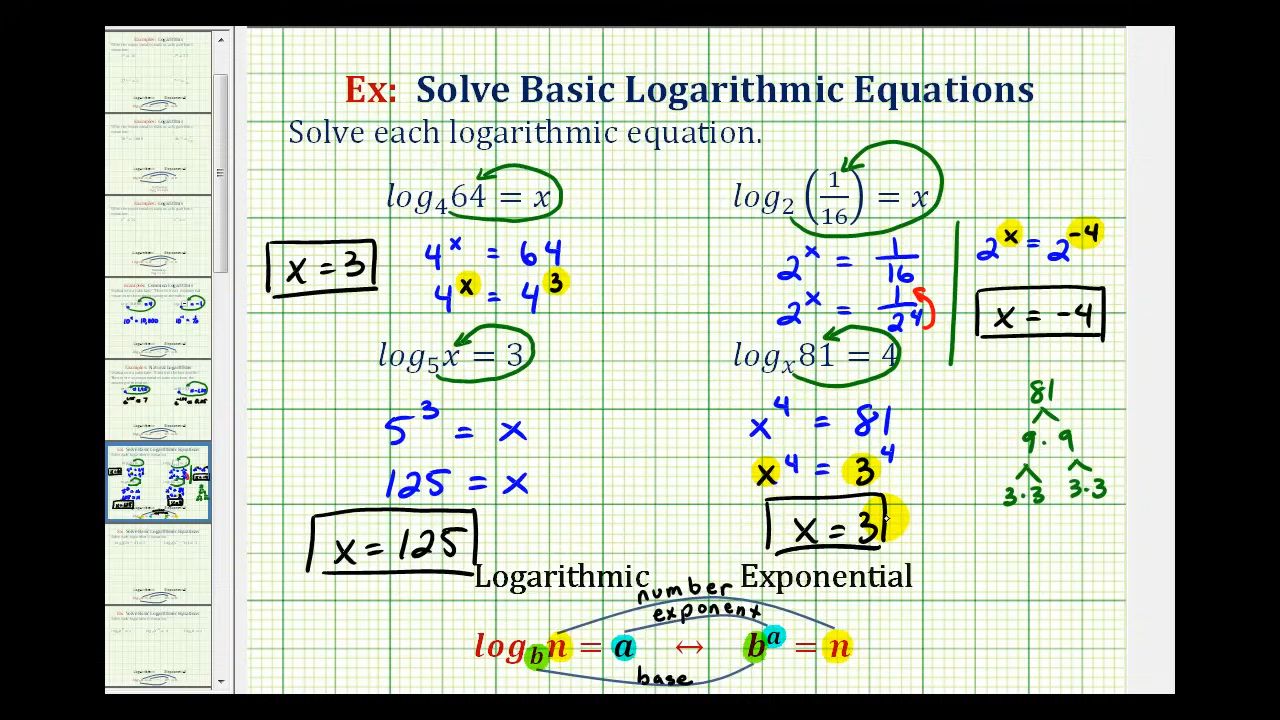 Ex: Solve Basic Logarithmic Equations
Solve each logarithmic equation.
log₄64 = x
4ˣ = 64
4ˣ = 4³
x = 3
log₂(1/16) = x
2ˣ = 1/16
2ˣ = 1/2⁴
2ˣ = 2⁻⁴
x = -4
log₅x = 3
5³ = x
125 = x
x = 125
logₓ81 = 4
x⁴ = 81
x⁴ = 3⁴
x = 3
81
9 · 9
3·3 3·3
Logarithmic Exponential
number
exponent
log_b n = a ↔ bᵃ = n
base